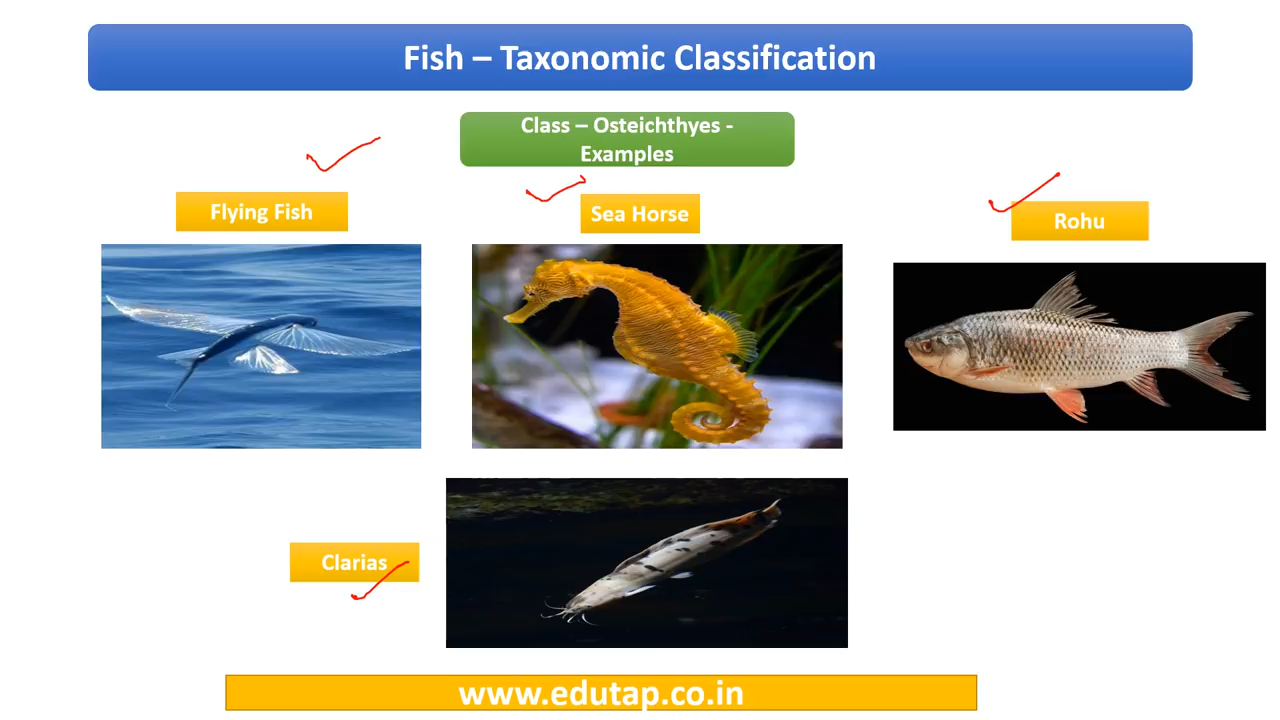 Fish – Taxonomic Classification
Class – Osteichthyes -
Examples
Flying Fish
Sea Horse
Rohu
Clarias
www.edutap.co.in